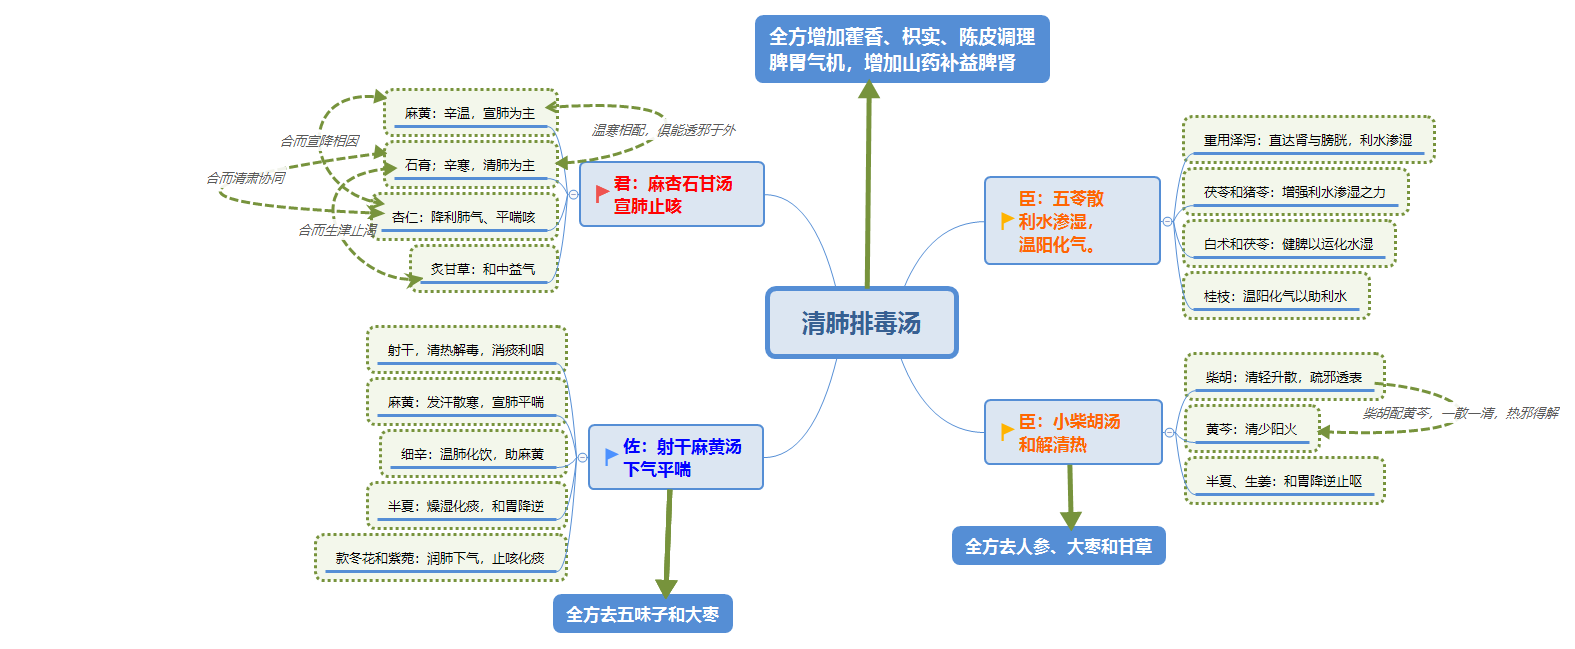 全方增加藿香、枳实、陈皮调理
脾胃气机，增加山药补益脾肾
麻黄：辛温，宣肺为主
石膏：辛寒，清肺为主
杏仁：降利肺气、平喘咳
炙甘草：和中益气
合而宣降相因
合而清肃协同
合而生津止渴
温寒相配，俱能透邪于外
君：麻杏石甘汤
宣肺止咳
臣：五苓散
利水渗湿，
温阳化气。
重用泽泻：直达肾与膀胱，利水渗湿
茯苓和猪苓：增强利水渗湿之力
白术和茯苓：健脾以运化水湿
桂枝：温阳化气以助利水
清肺排毒汤
射干，清热解毒，消痰利咽
麻黄：发汗散寒，宣肺平喘
细辛：温肺化饮，助麻黄
半夏：燥湿化痰，和胃降逆
款冬花和紫菀：润肺下气，止咳化痰
佐：射干麻黄汤
下气平喘
全方去五味子和大枣
臣：小柴胡汤
和解清热
柴胡：清轻升散，疏邪透表
黄芩：清少阳火
半夏、生姜：和胃降逆止呕
柴胡配黄芩，一散一清，热邪得解
全方去人参、大枣和甘草